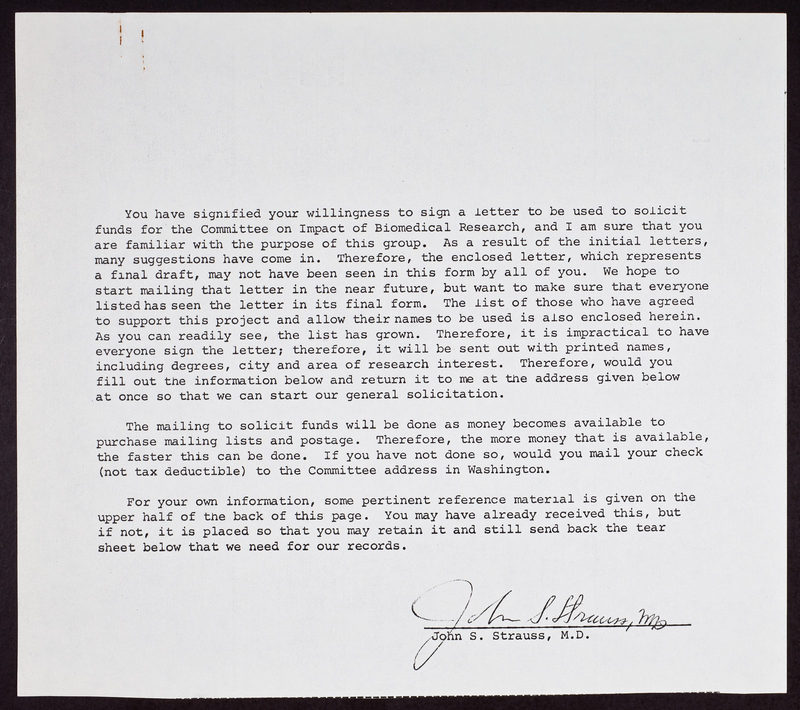 You have signified your willingness to sign a letter to be used to solicit
funds for the Committee on Impact of Biomedical Research, and I am sure that you
are familiar with the purpose of this group. As a result of the initial letters,
many suggestions have come in. Therefore, the enclosed letter, which represents
a final draft, may not have been seen in this form by all of you. We hope to
start mailing that letter in the near future, but want to make sure that everyone
listed has seen the letter in its final form. The list of those who have agreed
to support this project and allow their names to be used is also enclosed herein.
As you can readily see, the list has grown. Therefore, it is impractical to have
everyone sign the letter; therefore, it will be sent out with printed names,
including degrees, city and area of research interest. Therefore, would you
fill out the information below and return it to me at the address given below
at once so that we can start our general solicitation.
The mailing to solicit funds will be done as money becomes available to
purchase mailing lists and postage. Therefore, the more money that is available,
the faster this can be done. If you have not done so, would you mail your check
(not tax deductible) to the Committee address in Washington.
For your own information, some pertinent reference material is given on the
upper half of the back of this page. You may have already received this, but
if not, it is placed so that you may retain it and still send back the tear
sheet below that we need for our records.
John S. Strauss, MD
John S. Strauss, M.D.